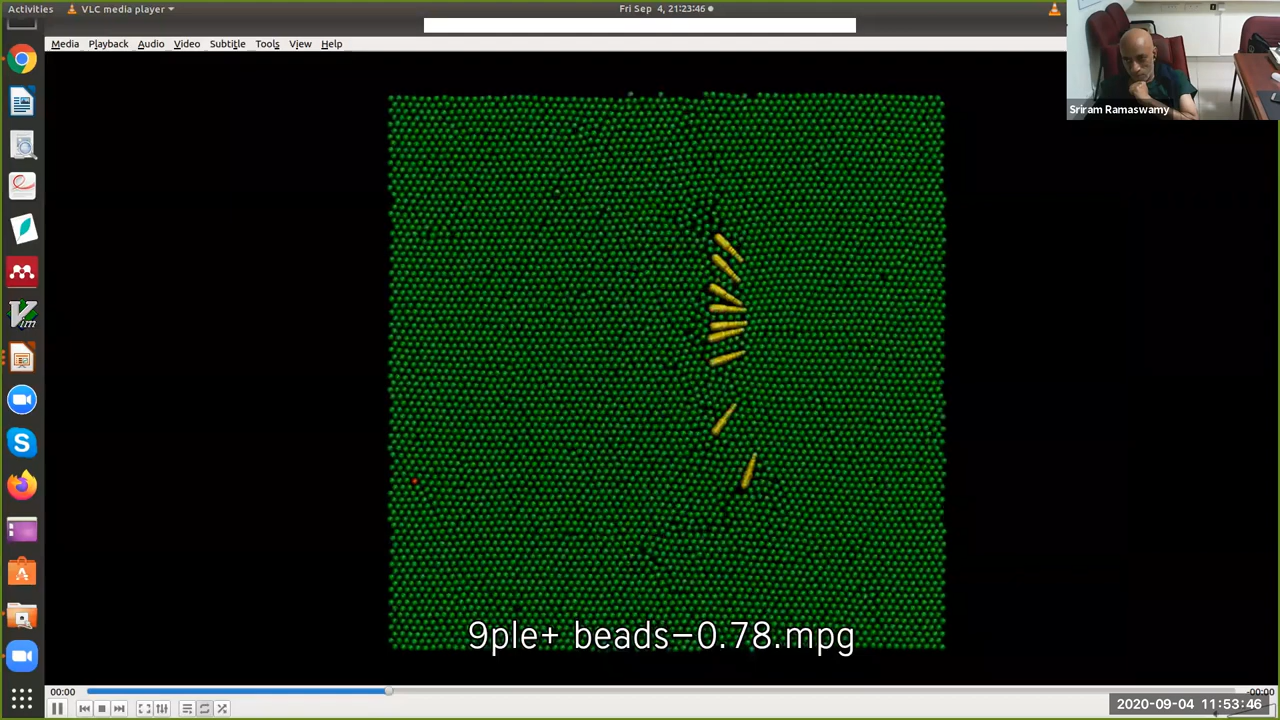 Activities
VLC media player
Fri Sep 4, 21:23:46
Media Playback Audio Video Subtitle Tools View Help
Sriram Ramaswamy
9ple+ beads-0.78.mpg
00:00
-00:00
2020-09-04 11:53:46